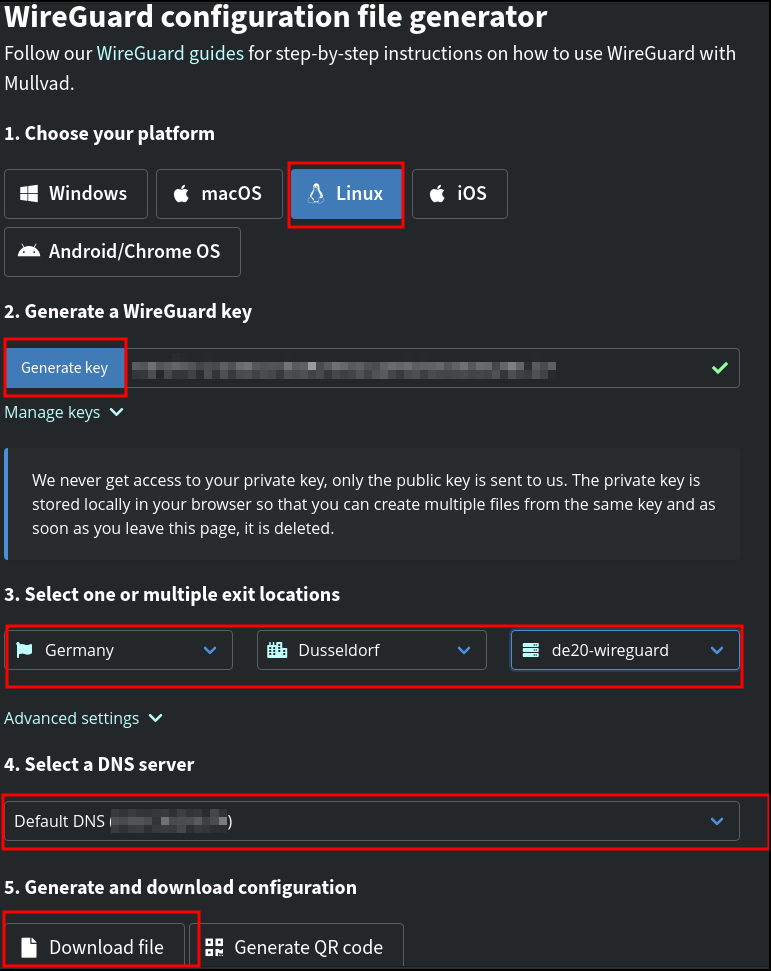 WireGuard configuration file generator
Follow our WireGuard guides for step-by-step instructions on how to use WireGuard with
Mullvad.
1. Choose your platform
Windows
macOS
Linux
iOS
Android/Chrome OS
2. Generate a WireGuard key
Generate key
Manage keys
We never get access to your private key, only the public key is sent to us. The private key is
stored locally in your browser so that you can create multiple files from the same key and as
soon as you leave this page, it is deleted.
3. Select one or multiple exit locations
Germany
Dusseldorf
de20-wireguard
Advanced settings
4. Select a DNS server
Default DNS ( )
5. Generate and download configuration
Download file
Generate QR code